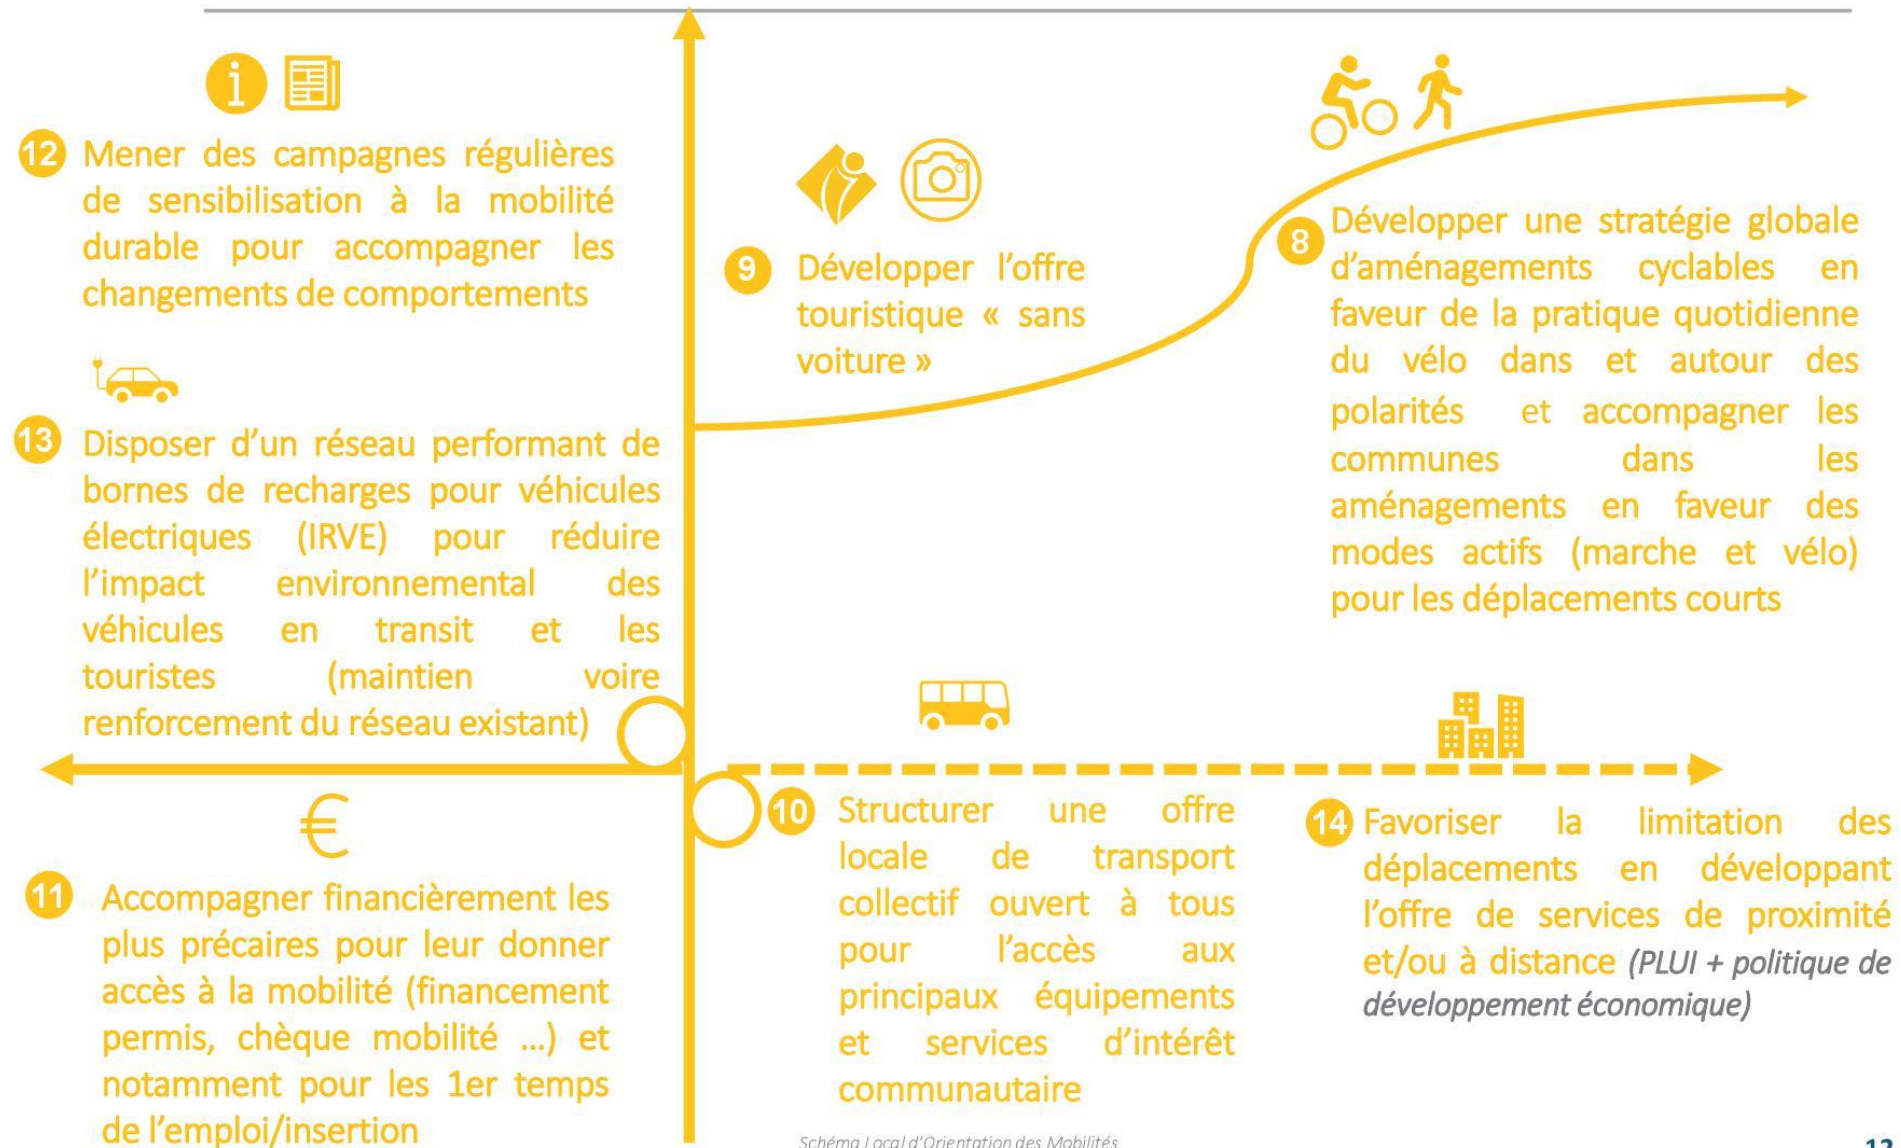 12 Mener des campagnes régulières
de sensibilisation à la mobilité
durable pour accompagner les
changements de comportements
13 Disposer d’un réseau performant de
bornes de recharges pour véhicules
électriques (IRVE) pour réduire
l’impact environnemental des
véhicules en transit et les
touristes (maintien voire
renforcement du réseau existant)
€
11 Accompagner financièrement les
plus précaires pour leur donner
accès à la mobilité (financement
permis, chèque mobilité ...) et
notamment pour les 1er temps
de l’emploi/insertion
9 Développer l’offre
touristique « sans
voiture »
8 Développer une stratégie globale
d’aménagements cyclables en
faveur de la pratique quotidienne
du vélo dans et autour des
polarités et accompagner les
communes dans les
aménagements en faveur des
modes actifs (marche et vélo)
pour les déplacements courts
10 Structurer une offre
locale de transport
collectif ouvert à tous
pour l’accès aux
principaux équipements
et services d’intérêt
communautaire
14 Favoriser la limitation des
déplacements en développant
l’offre de services de proximité
et/ou à distance (PLUI + politique de
développement économique)
Schéma Local d’Orientation des Mobilités